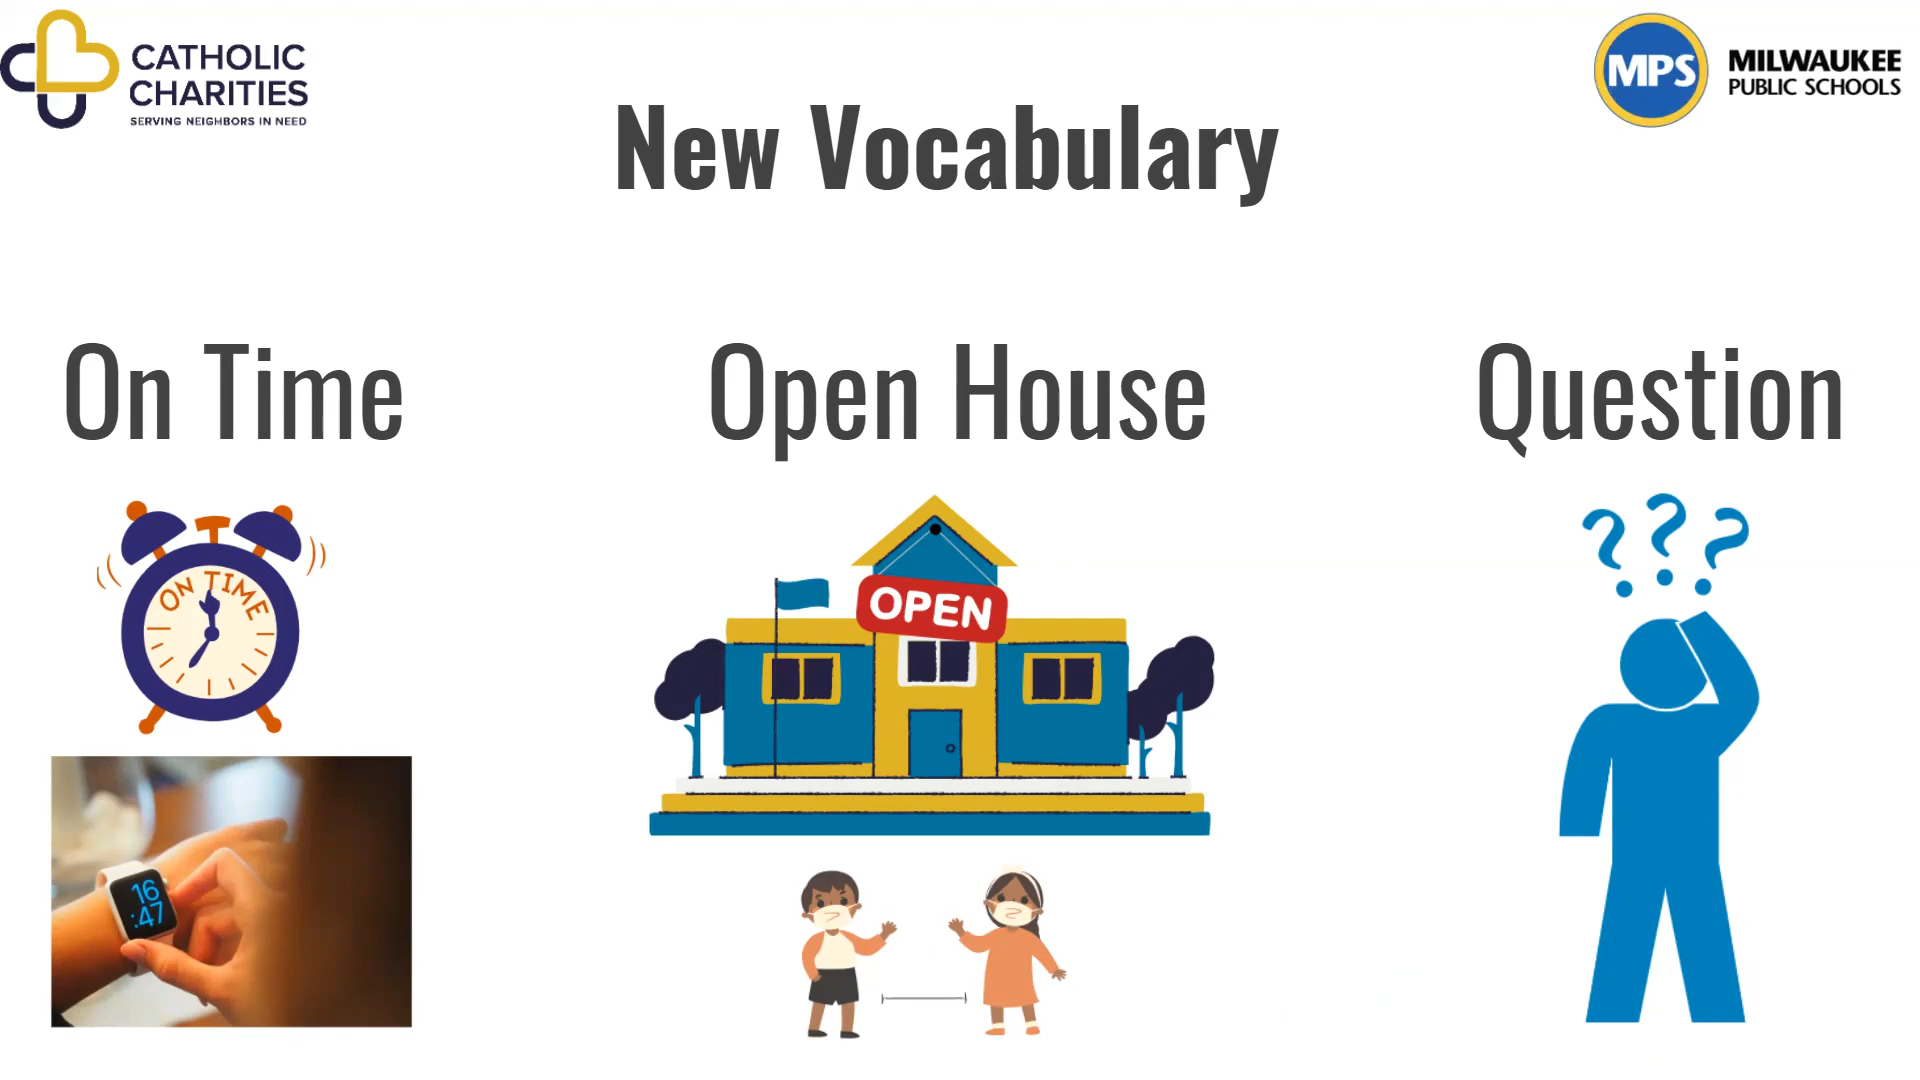 CATHOLIC
CHARITIES
SERVING NEIGHBORS IN NEED
MPS
MILWAUKEE
PUBLIC SCHOOLS
New Vocabulary
On Time
Open House
Question
ON TIME
OPEN
? ? ?
16
:47